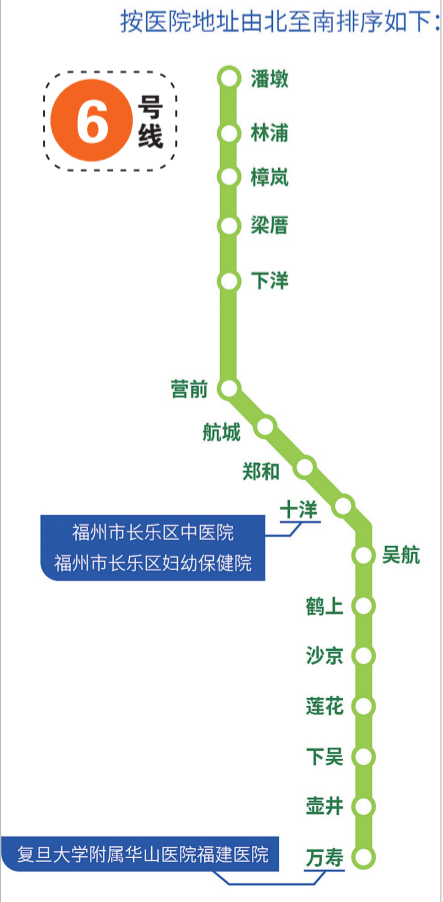 按医院地址由北至南排序如下：
6
号
线
潘墩
林浦
樟岚
梁厝
下洋
营前
航城
郑和
十洋
福州市长乐区中医院
福州市长乐区妇幼保健院
吴航
鹤上
沙京
莲花
下吴
壶井
复旦大学附属华山医院福建医院
万寿